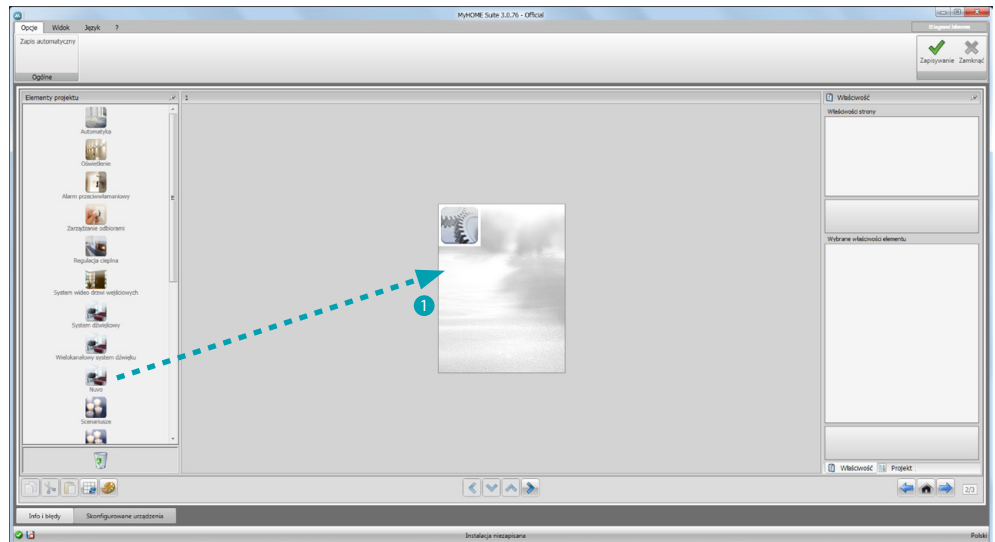 MyHOME Suite 3.0.76 - Official
Opcje Widok Język ?
Zapis automatyczny
Zapisywanie Zamknąć
Ogólne
Elementy projektu
1
Właściwość
Automatyka
Oświetlenie
Alarm przeciwwłamaniowy
Zarządzanie odbiorami
Regulacja cieplna
System wideo drzwi wejściowych
System dźwiękowy
Wielokanałowy system dźwięku
Nuvo
Scenariusze
1
Właściwości strony
Wybrane właściwości elementu
Właściwość Projekt
2/3
Info i błędy Skonfigurowane urządzenia
Instalacja niezapisana
Polski